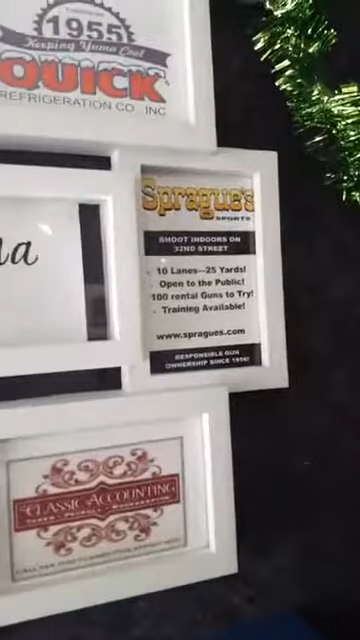 1955
Keeping Yuma Cool
QUICK
REFRIGERATION CO. INC
Sprague's
SPORTS
SHOOT INDOORS ON
32ND STREET
10 Lanes—25 Yards!
Open to the Public!
100 rental Guns to Try!
Training Available!
www.spragues.com
RESPONSIBLE GUN
OWNERSHIP SINCE 1956!
a
CLASSIC ACCOUNTING